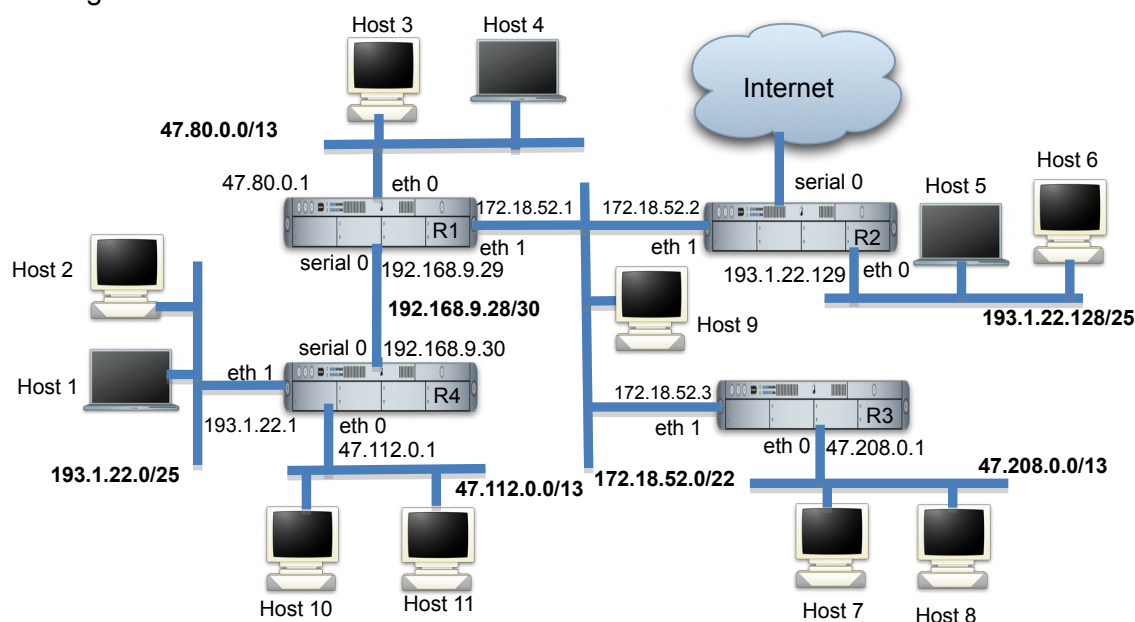 Host 3
Host 4
Internet
47.80.0.0/13
Host 6
47.80.0.1
eth 0
serial 0
Host 5
172.18.52.1
172.18.52.2
R1
R2
eth 1
eth 1
193.1.22.129
eth 0
Host 2
serial 0
192.168.9.29
192.168.9.28/30
Host 9
193.1.22.128/25
serial 0
192.168.9.30
Host 1
eth 1
R4
172.18.52.3
R3
193.1.22.1
eth 0
eth 1
47.112.0.1
eth 0
47.208.0.1
193.1.22.0/25
47.112.0.0/13
172.18.52.0/22
47.208.0.0/13
Host 10
Host 11
Host 7
Host 8